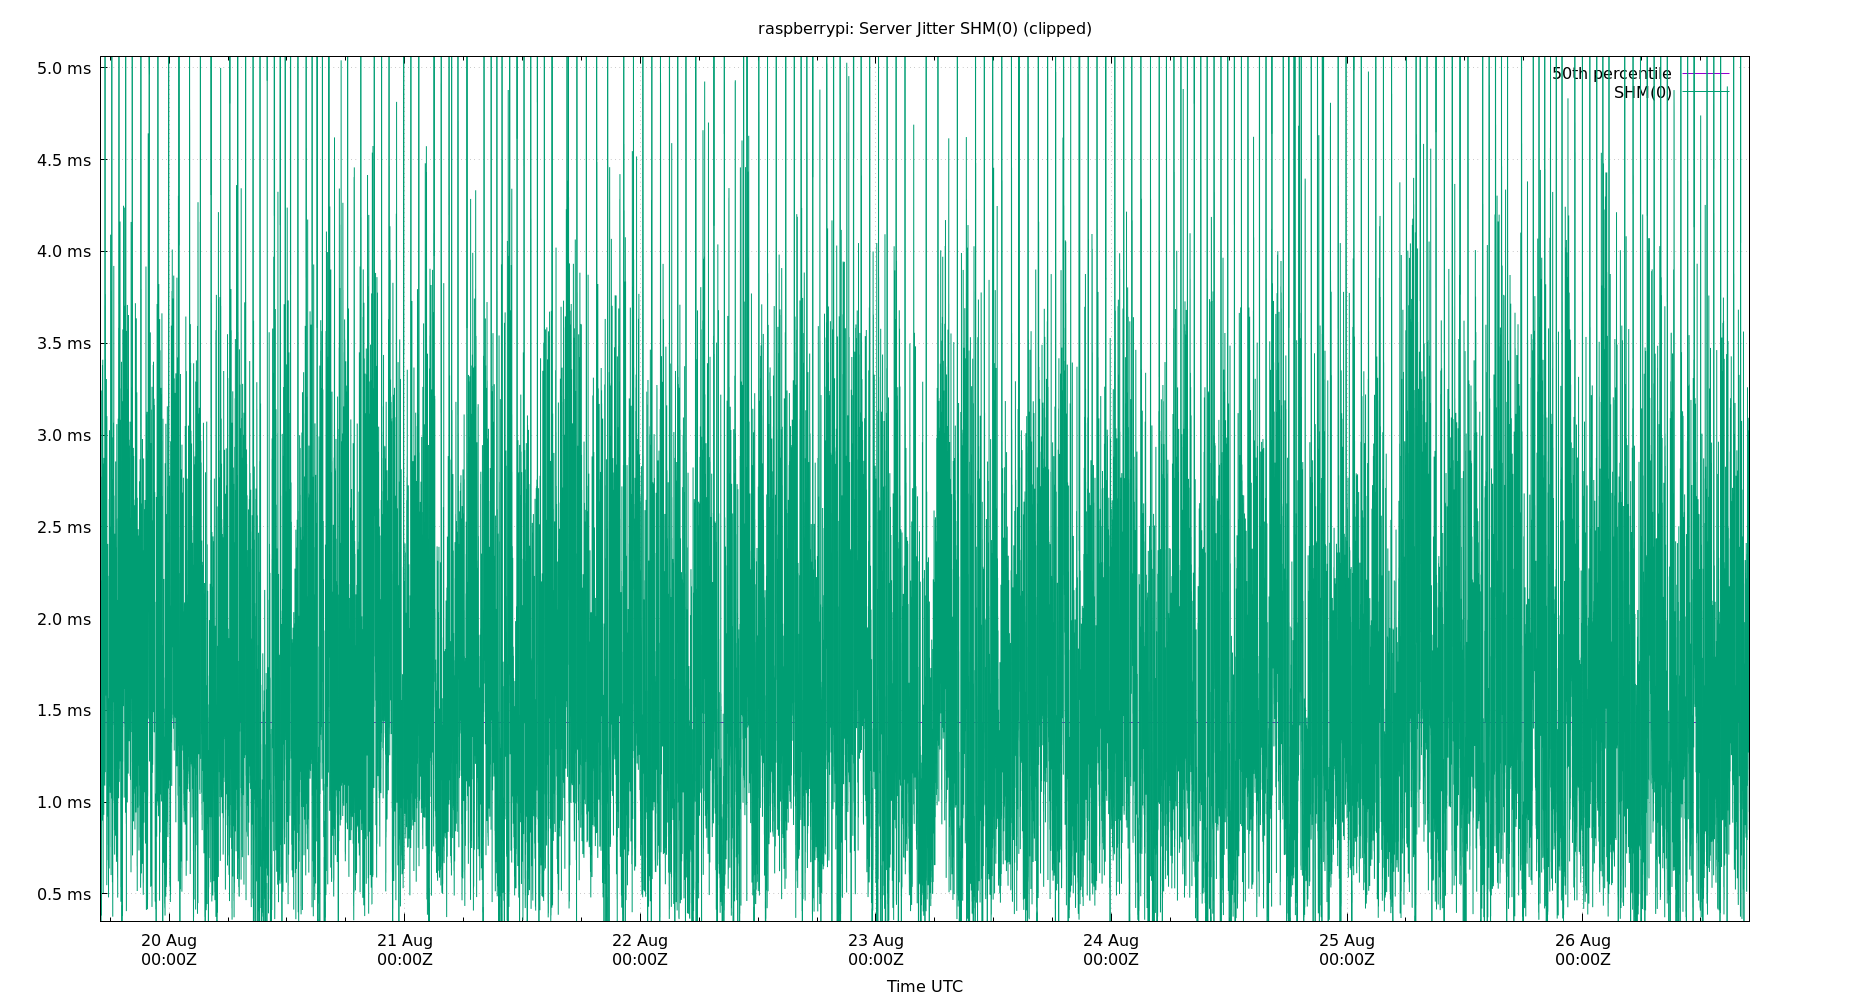 raspberrypi: Server Jitter SHM(0) (clipped)
5.0 ms
50th percentile
SHM(0)
4.5 ms
4.0 ms
3.5 ms
3.0 ms
2.5 ms
2.0 ms
1.5 ms
1.0 ms
0.5 ms
20 Aug 21 Aug 22 Aug 23 Aug 24 Aug 25 Aug 26 Aug
00:00Z 00:00Z 00:00Z 00:00Z 00:00Z 00:00Z 00:00Z
Time UTC